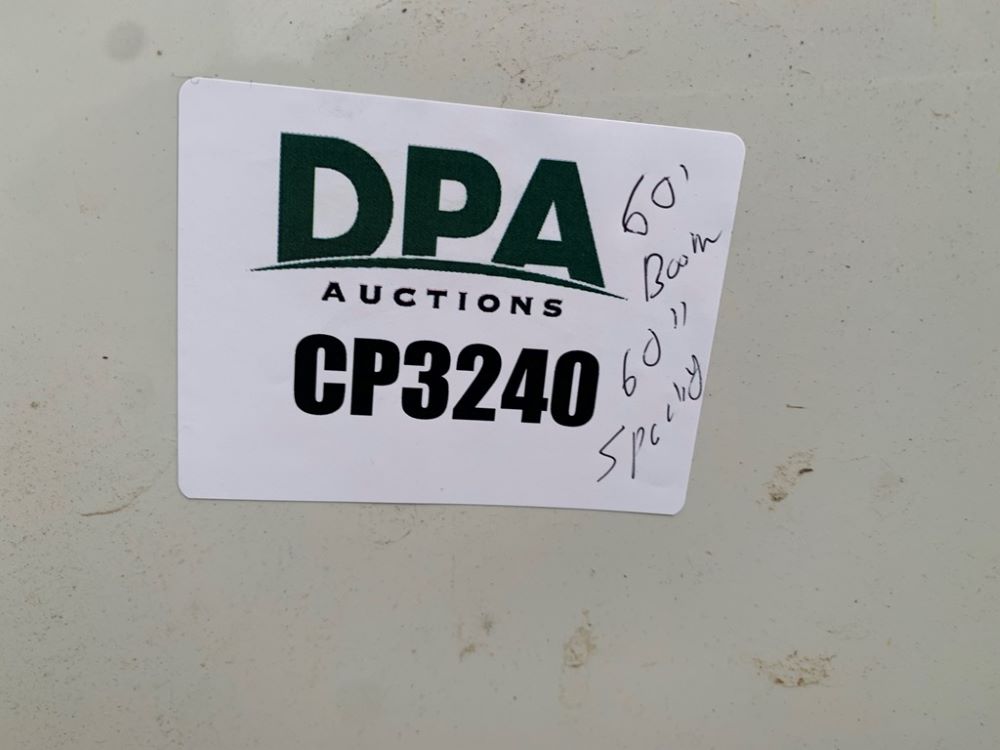 DPA
AUCTIONS
CP3240
60'
Boom
60"
Spacing